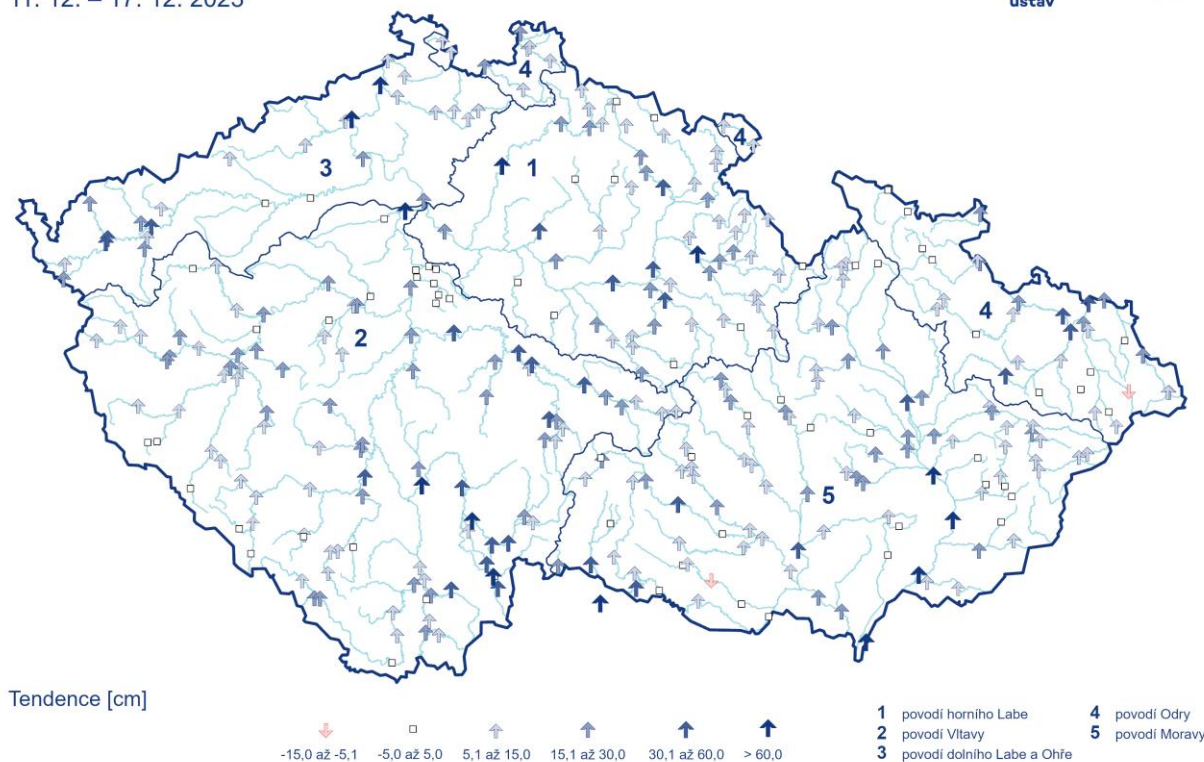 11. 12. – 17. 12. 2023
ústav
4
4
3
1
2
4
5
Tendence [cm]
-15,0 až -5,1
-5,0 až 5,0
5,1 až 15,0
15,1 až 30,0
30,1 až 60,0
> 60,0
1 povodí horního Labe
2 povodí Vltavy
3 povodí dolního Labe a Ohře
4 povodí Odry
5 povodí Moravy